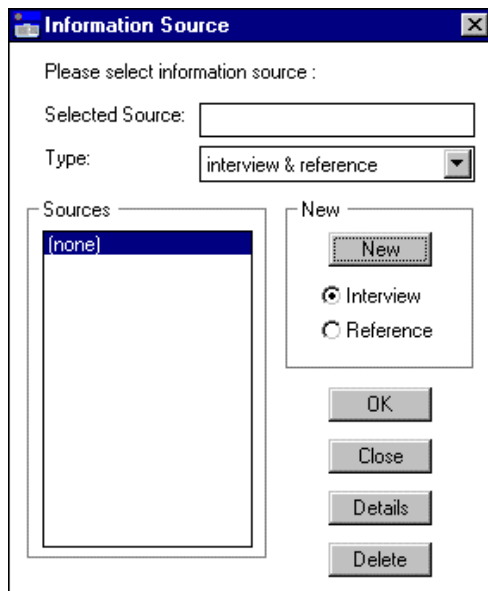 Information Source
Please select information source :
Selected Source:
Type:
interview & reference
Sources
(none)
New
New
Interview
Reference
OK
Close
Details
Delete